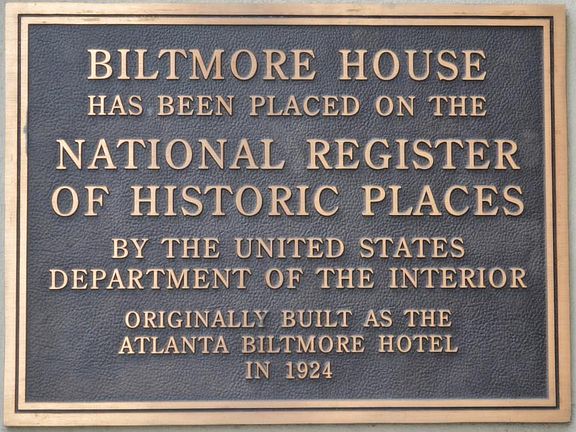 BILTMORE HOUSE
HAS BEEN PLACED ON THE
NATIONAL REGISTER
OF HISTORIC PLACES
BY THE UNITED STATES
DEPARTMENT OF THE INTERIOR
ORIGINALLY BUILT AS THE
ATLANTA BILTMORE HOTEL
IN 1924